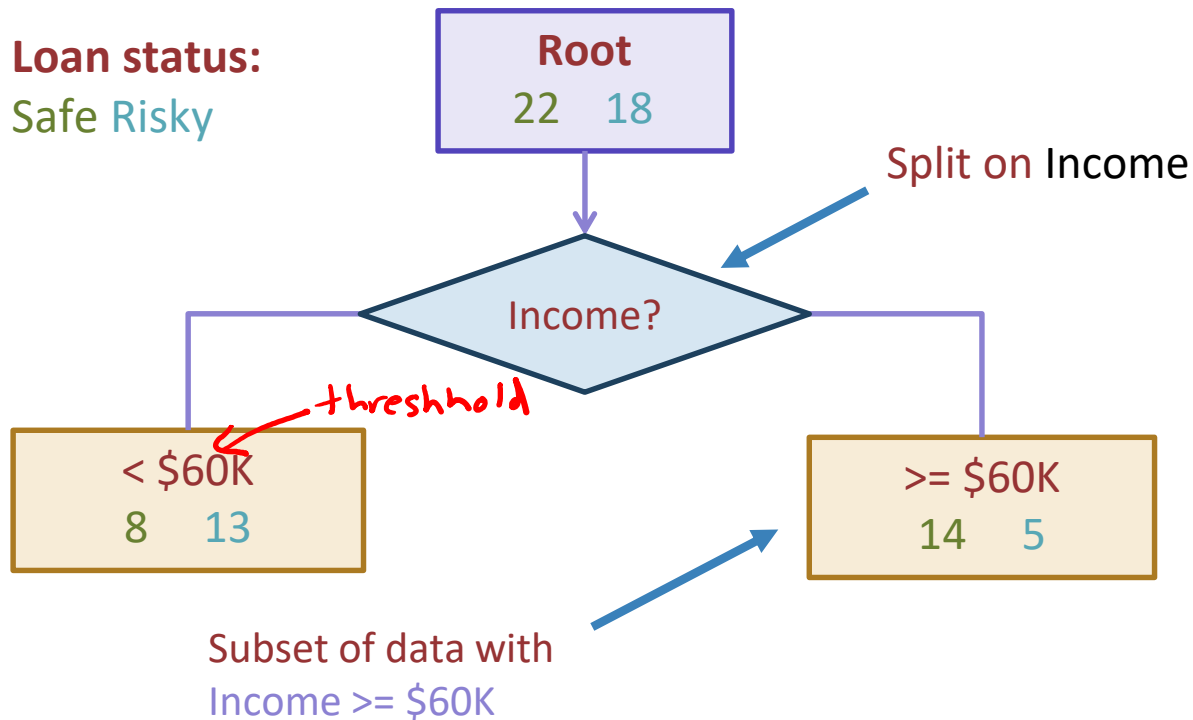 Loan status:
Safe Risky
Root
22 18
Split on Income
Income?
threshhold
< $60K
8 13
>= $60K
14 5
Subset of data with
Income >= $60K